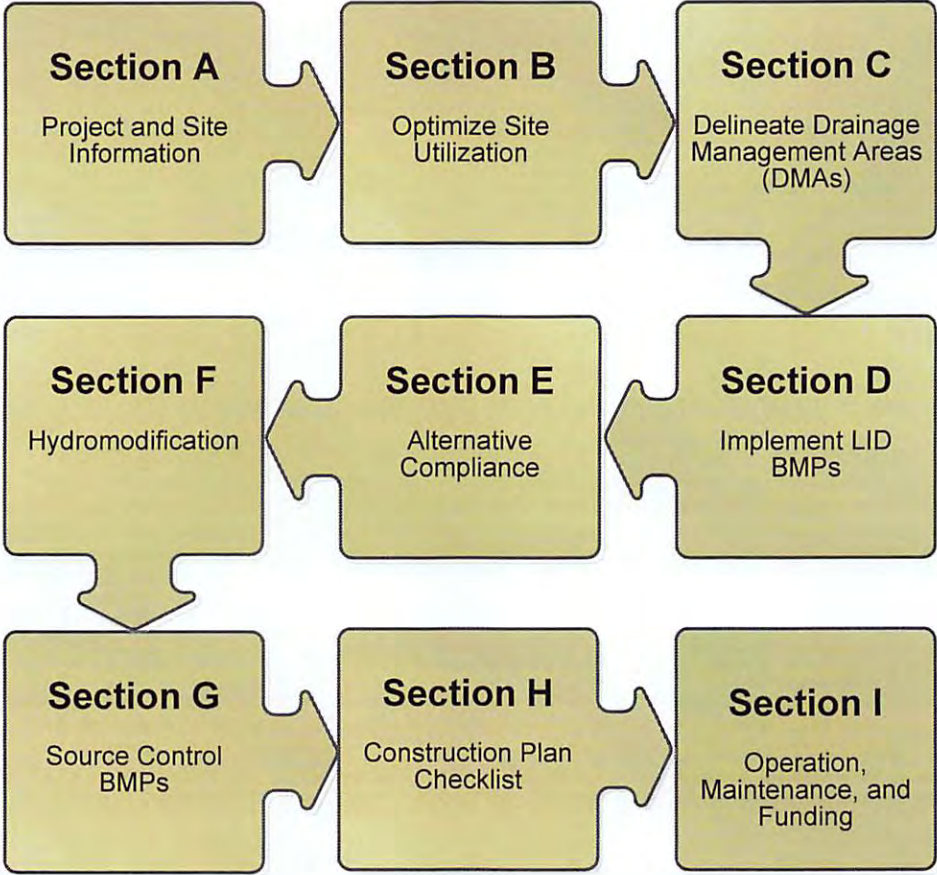 Section A
Project and Site
Information
Section B
Optimize Site
Utilization
Section C
Delineate Drainage
Management Areas
(DMAs)
Section D
Implement LID
BMPs
Section E
Alternative
Compliance
Section F
Hydromodification
Section G
Source Control
BMPs
Section H
Construction Plan
Checklist
Section I
Operation,
Maintenance, and
Funding